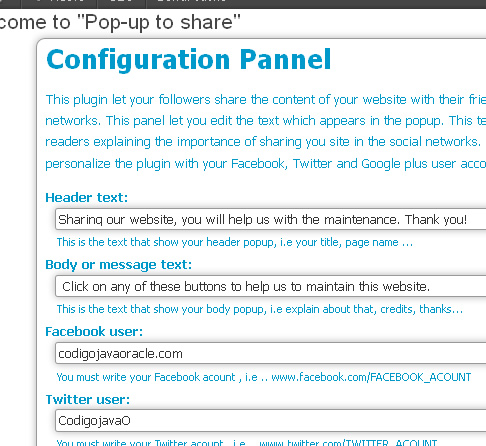 come to "Pop-up to share"
Configuration Pannel
This plugin let your followers share the content of your website with their
networks. This panel let you edit the text which appears in the popup. This
readers explaining the importance of sharing you site in the social networks.
personalize the plugin with your Facebook, Twitter and Google plus user
Header text:
Sharing our website, you will help us with the maintenance. Thank you!
This is the text that show your header popup, i.e your title, page name ...
Body or message text:
Click on any of these buttons to help us to maintain this website.
This is the text that show your body popup, i.e explain about that, credits, thanks...
Facebook user:
codigojavaoracle.com
You must write your Facebook acount , i.e .. www.facebook.com/FACEBOOK_ACOUNT
Twitter user:
CodigojavaO
You must write your Twitter acount , i.e .. www.twitter.com/TWITTER_ACOUNT